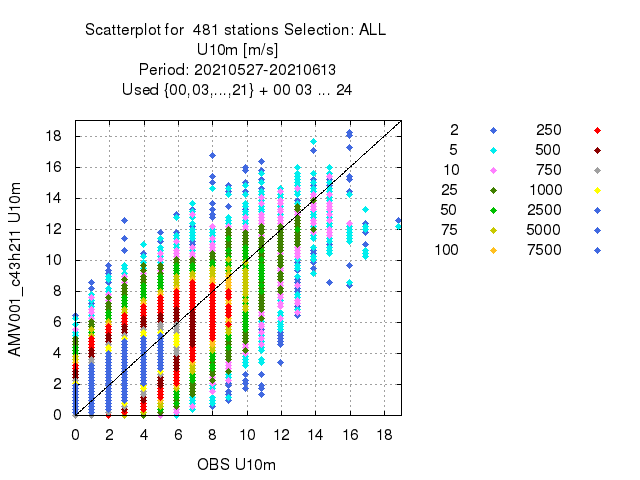 Scatterplot for 481 stations Selection: ALL
U10m [m/s]
Period: 20210527-20210613
Used {00,03,...,21} + 00 03 ... 24
AMV001_c43h211 U10m
18
16
14
12
10
8
6
4
2
0
0 2 4 6 8 10 12 14 16 18
OBS U10m
2 250
5 500
10 750
25 1000
50 2500
75 5000
100 7500